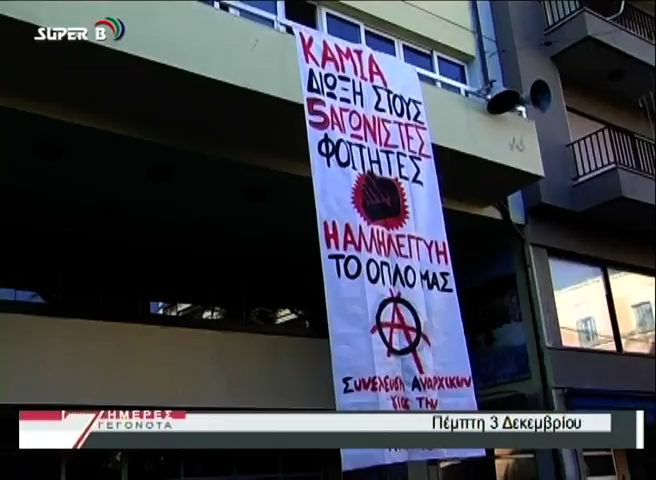 SUPER B
ΚΑΜΙΑ
ΔΙΩΞΗ ΣΤΟΥΣ
5 ΑΓΩΝΙΣΤΕΣ
ΦΟΙΤΗΤΕΣ
Η ΑΛΛΗΛΕΓΓΥΗ
ΤΟ ΟΠΛΟ ΜΑΣ
ΣΥΝΕΛΕΥΣΗ ΑΝΑΡΧΙΚΩΝ
ΓΙΑ ΤΗΝ
7 ΗΜΕΡΕΣ
ΓΕΓΟΝΟΤΑ
Πέμπτη 3 Δεκεμβρίου